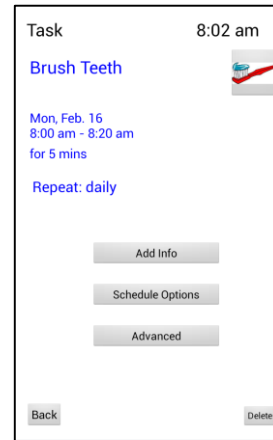 Task 8:02 am
Brush Teeth
Mon, Feb. 16
8:00 am - 8:20 am
for 5 mins
Repeat: daily
Add Info
Schedule Options
Advanced
Back Delete